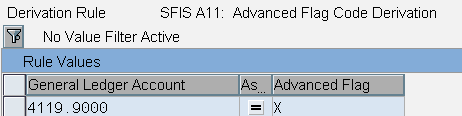 Derivation Rule SFIS A11: Advanced Flag Code Derivation
No Value Filter Active
Rule Values
General Ledger Account As... Advanced Flag
4119.9000 = X